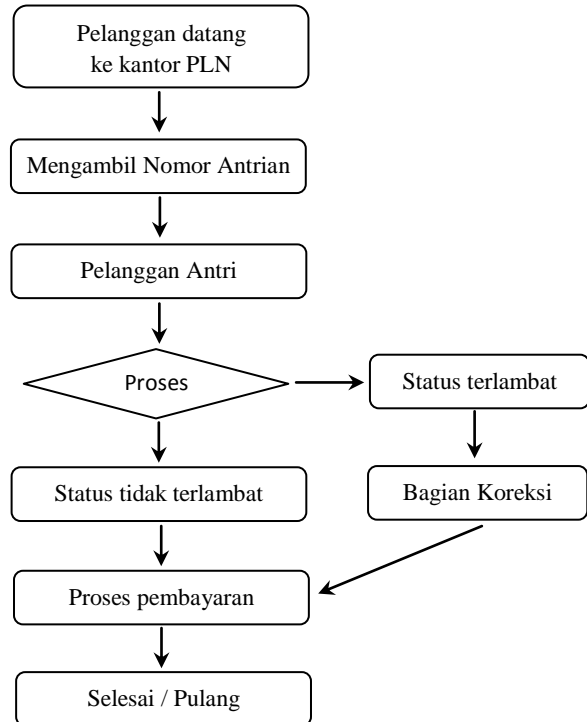 Pelanggan datang
ke kantor PLN
Mengambil Nomor Antrian
Pelanggan Antri
Proses
Status terlambat
Status tidak terlambat
Bagian Koreksi
Proses pembayaran
Selesai / Pulang